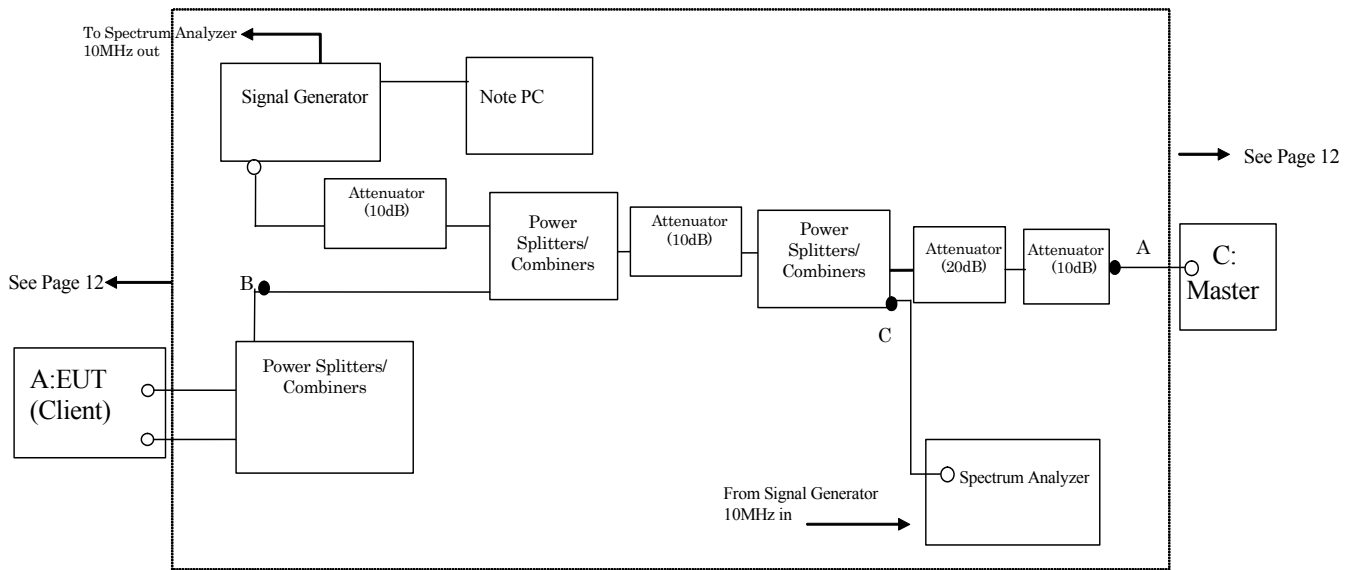 To Spectrum Analyzer
10MHz out
Signal Generator
Note PC
See Page 12
Attenuator
(10dB)
Power
Splitters/
Combiners
Attenuator
(10dB)
Power
Splitters/
Combiners
Attenuator
(20dB)
Attenuator
(10dB)
A
C:
Master
See Page 12
B
C
Power Splitters/
Combiners
A:EUT
(Client)
Spectrum Analyzer
From Signal Generator
10MHz in